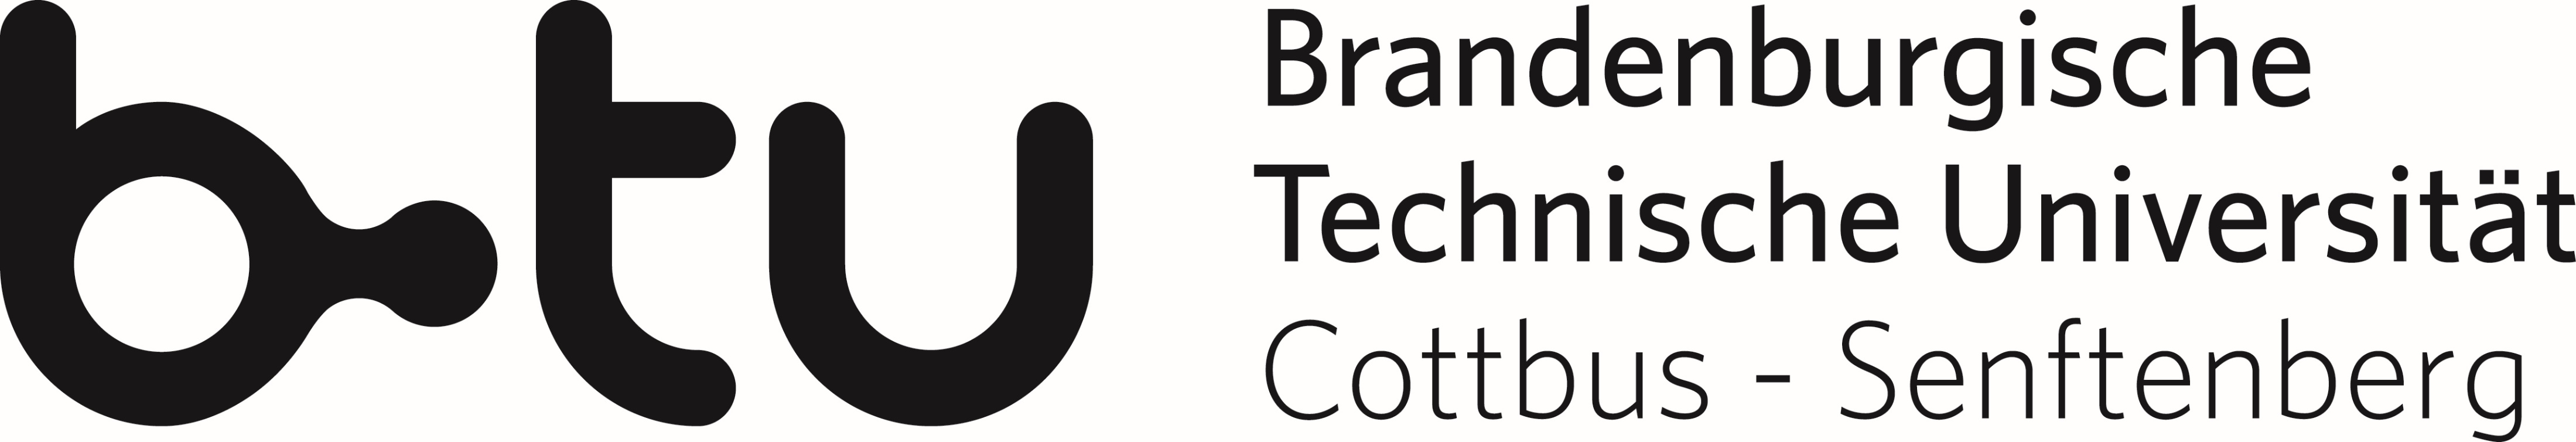 b-tu
Brandenburgische
Technische Universität
Cottbus - Senftenberg